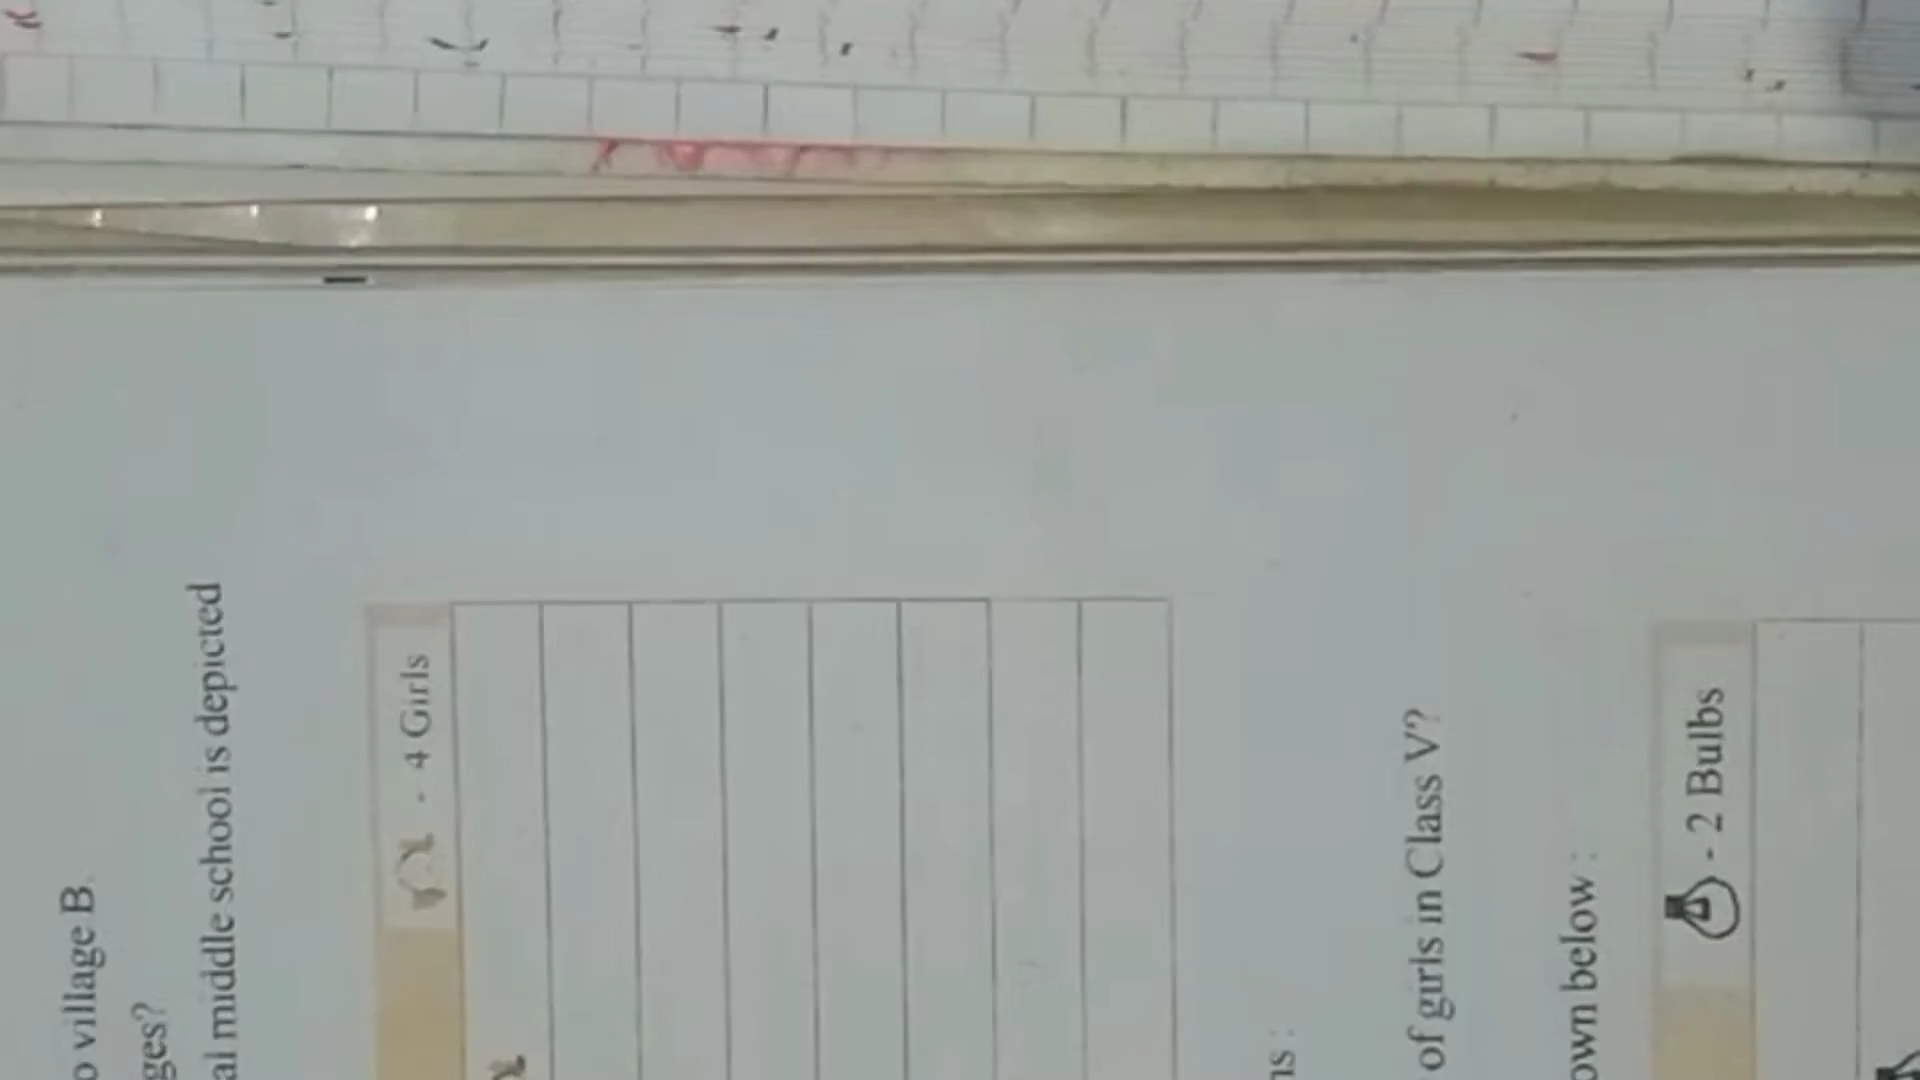 village B.
ges?
al middle school is depicted
- 4 Girls
ns :
of girls in Class V?
own below :
- 2 Bulbs